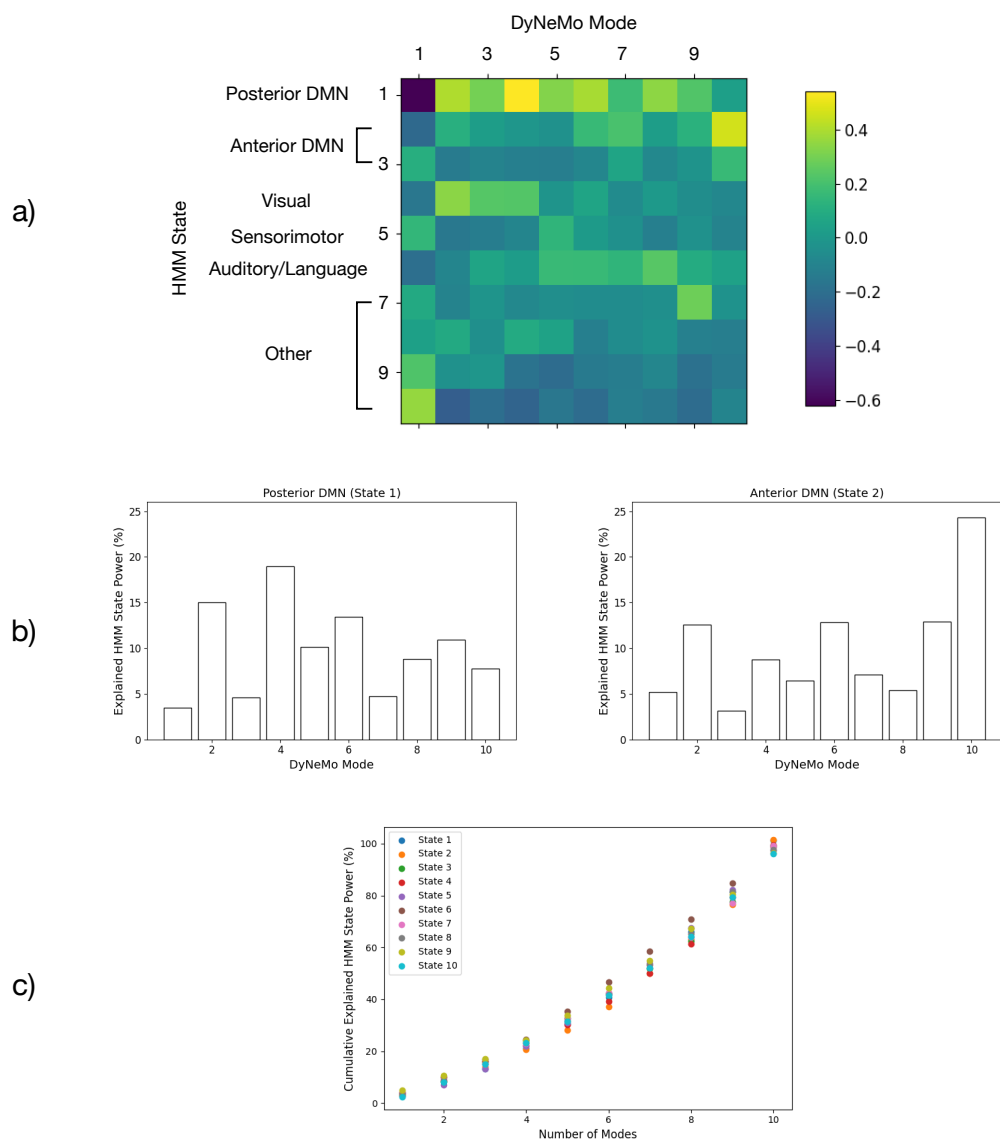 DyNeMo Mode
1 3 5 7 9
a)
HMM State
Posterior DMN 1
Anterior DMN
3
Visual
Sensorimotor 5
Auditory/Language
7
Other
9
0.4
0.2
0.0
−0.2
−0.4
−0.6
b)
Posterior DMN (State 1)
Explained HMM State Power (%)
25
20
15
10
5
0
2 4 6 8 10
DyNeMo Mode
Anterior DMN (State 2)
Explained HMM State Power (%)
25
20
15
10
5
0
2 4 6 8 10
DyNeMo Mode
c)
Cumulative Explained HMM State Power (%)
100
80
60
40
20
0
State 1
State 2
State 3
State 4
State 5
State 6
State 7
State 8
State 9
State 10
2 4 6 8 10
Number of Modes